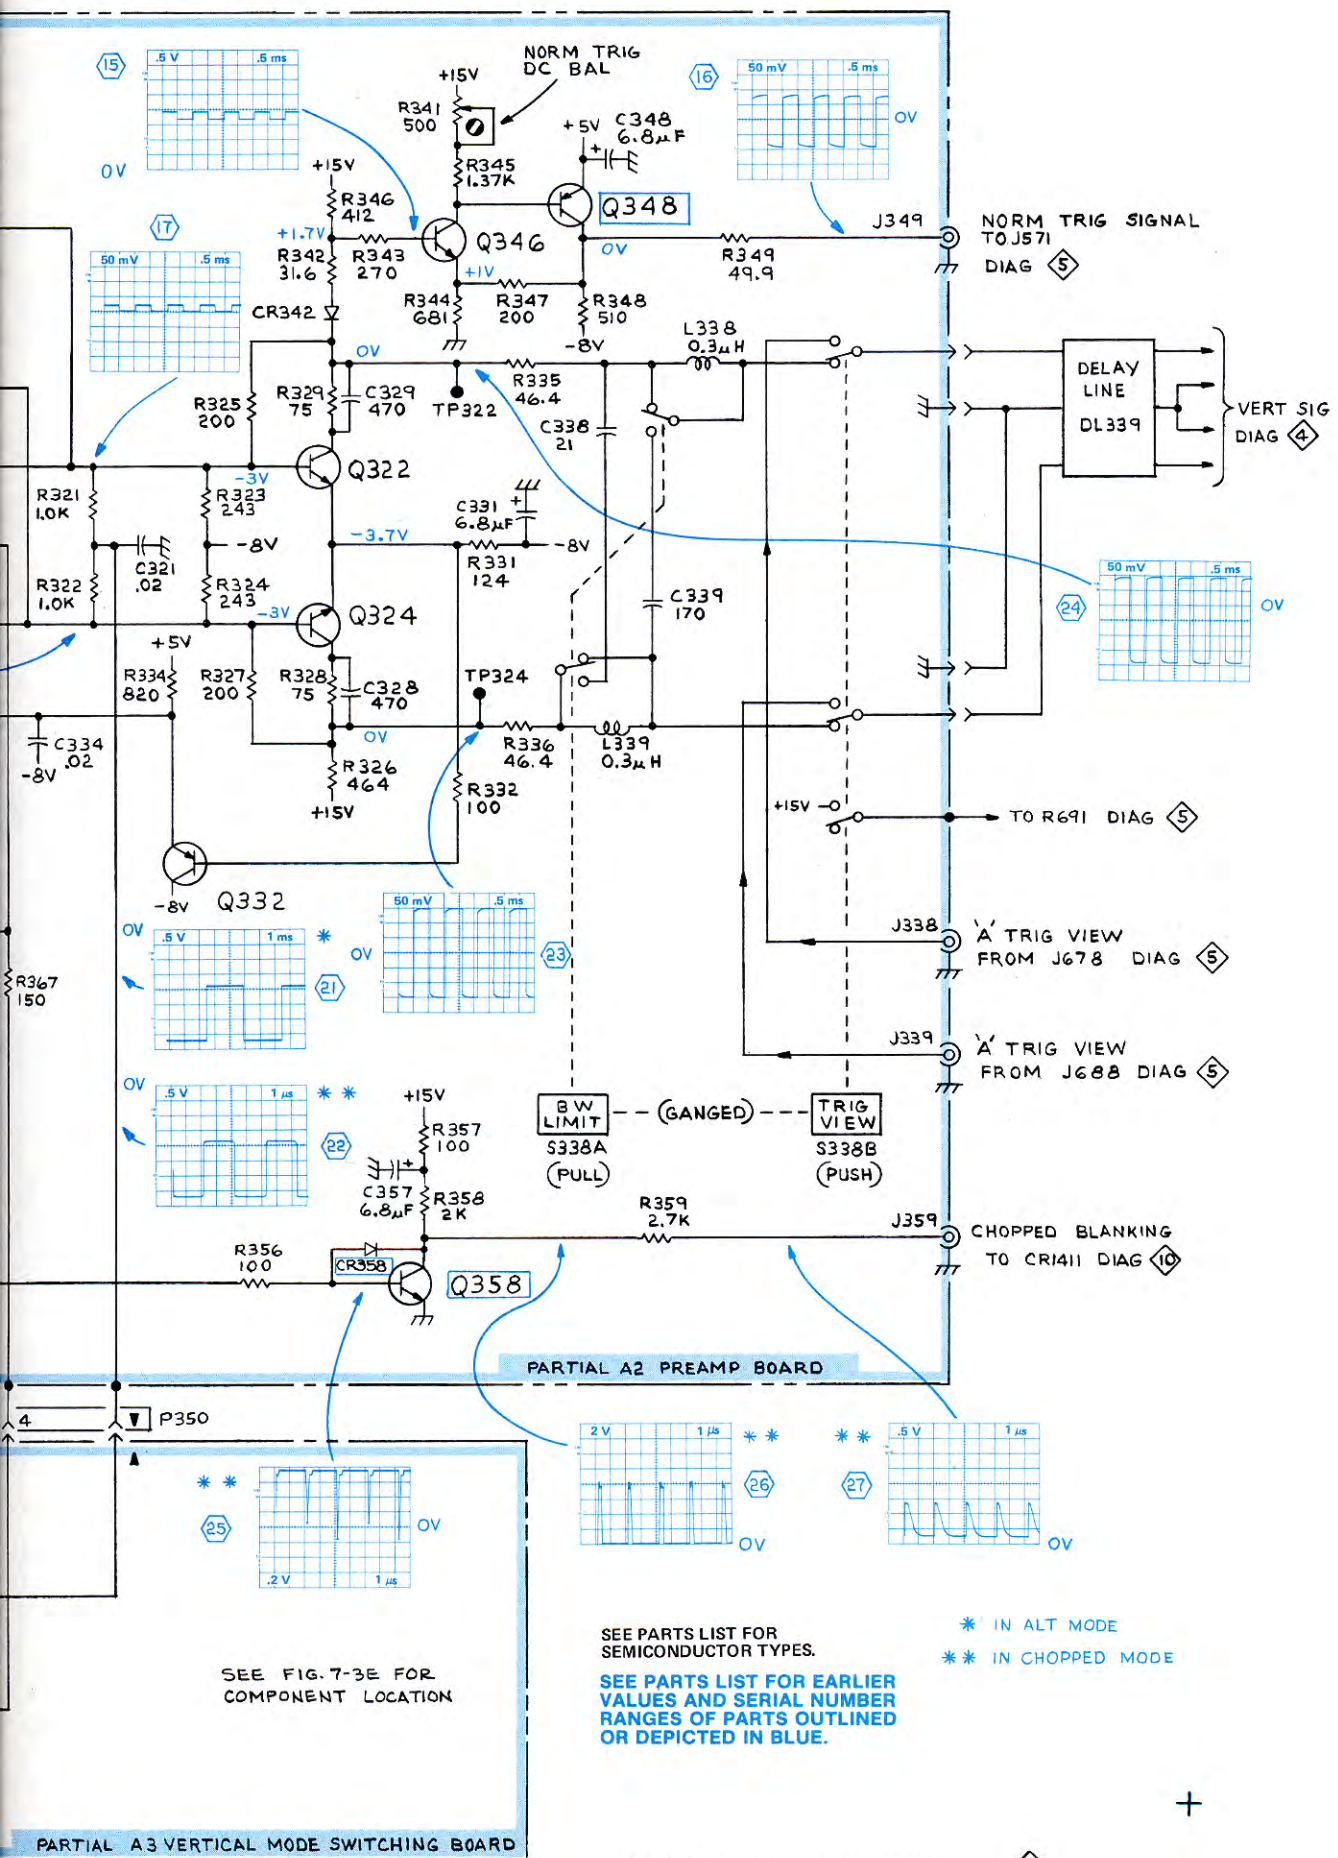 15
.5 V .5 ms
0V
NORM TRIG
DC BAL
+15V
R341
500
16
50 mV .5 ms
0V
+5V
C348
6.8µF
+
R345
1.37K
+15V
R346
412
+1.7V
R342
31.6
R343
270
Q346
Q348
J349
NORM TRIG SIGNAL
TO J571
DIAG 5
0V
R349
49.9
+1V
R344
681
R347
200
R348
510
-8V
17
50 mV .5 ms
CR342
0V
L338
0.3µH
R335
46.4
R325
200
R329
75
C329
470
TP322
C338
21
DELAY
LINE
DL339
VERT SIG
DIAG 4
Q322
-3V
R321
1.0K
R323
243
C331
6.8µF
+
-3.7V
-8V
-8V
C321
.02
R331
124
R322
1.0K
R324
243
-3V
Q324
C339
170
50 mV .5 ms
24
0V
+5V
R334
820
R327
200
R328
75
C328
470
TP324
C334
.02
-8V
0V
R336
46.4
L339
0.3µH
R326
464
+15V
R332
100
+15V
TO R691 DIAG 5
Q332
-8V
50 mV .5 ms
0V
23
J338
'A' TRIG VIEW
FROM J678 DIAG 5
0V
.5 V 1 ms
*
21
R367
150
J339
'A' TRIG VIEW
FROM J688 DIAG 5
0V
.5 V 1 µs
* *
22
+15V
R357
100
BW
LIMIT
(GANGED)
TRIG
VIEW
S338A
(PULL)
S338B
(PUSH)
+
C357
6.8µF
R358
2K
R359
2.7K
J359
CHOPPED BLANKING
TO CR1411 DIAG 10
R356
100
CR358
Q358
PARTIAL A2 PREAMP BOARD
4
P350
* *
25
.2 V 1 µs
0V
2 V 1 µs
* *
26
0V
* *
27
.5 V 1 µs
0V
SEE PARTS LIST FOR
SEMICONDUCTOR TYPES.
* IN ALT MODE
* * IN CHOPPED MODE
SEE PARTS LIST FOR EARLIER
VALUES AND SERIAL NUMBER
RANGES OF PARTS OUTLINED
OR DEPICTED IN BLUE.
SEE FIG. 7-3E FOR
COMPONENT LOCATION
+
PARTIAL A3 VERTICAL MODE SWITCHING BOARD